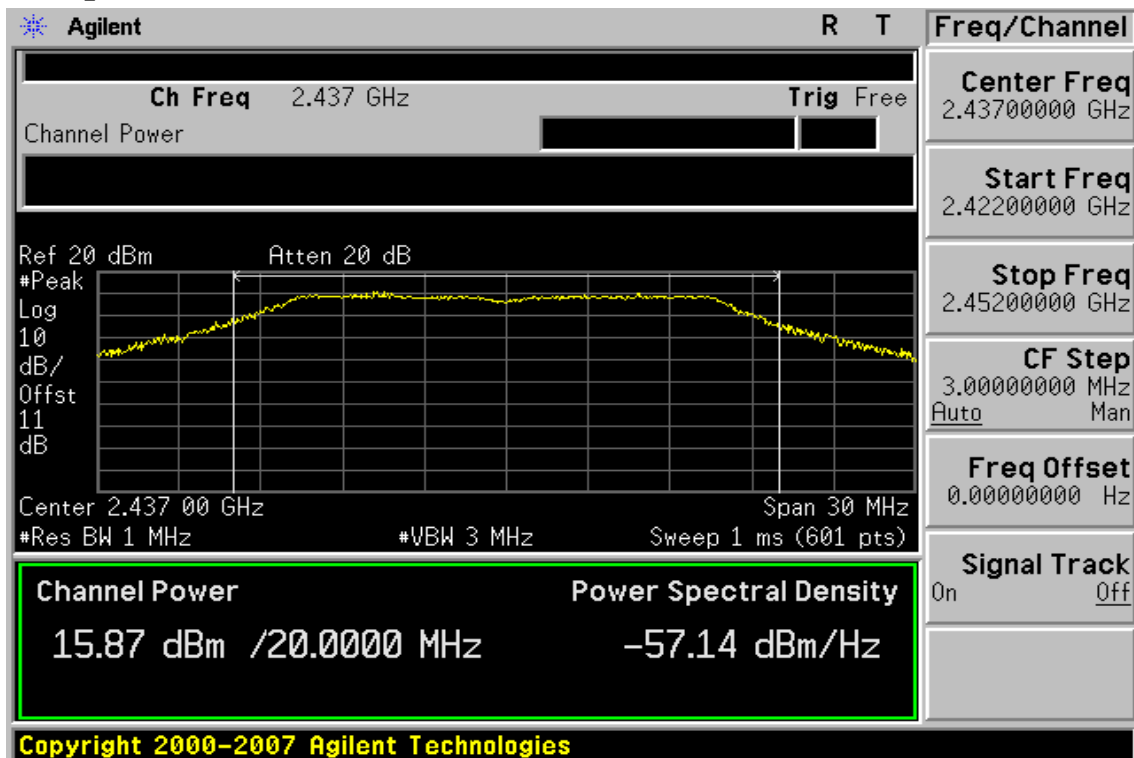 Agilent R T
Freq/Channel
Ch Freq 2.437 GHz Trig Free
Channel Power
Ref 20 dBm Atten 20 dB
#Peak
Log
10
dB/
Offst
11
dB
Center 2.437 00 GHz Span 30 MHz
#Res BW 1 MHz #VBW 3 MHz Sweep 1 ms (601 pts)
Channel Power Power Spectral Density
15.87 dBm /20.0000 MHz -57.14 dBm/Hz
Center Freq
2.43700000 GHz
Start Freq
2.42200000 GHz
Stop Freq
2.45200000 GHz
CF Step
3.00000000 MHz
Auto Man
Freq Offset
0.00000000 Hz
Signal Track
On Off
Copyright 2000-2007 Agilent Technologies